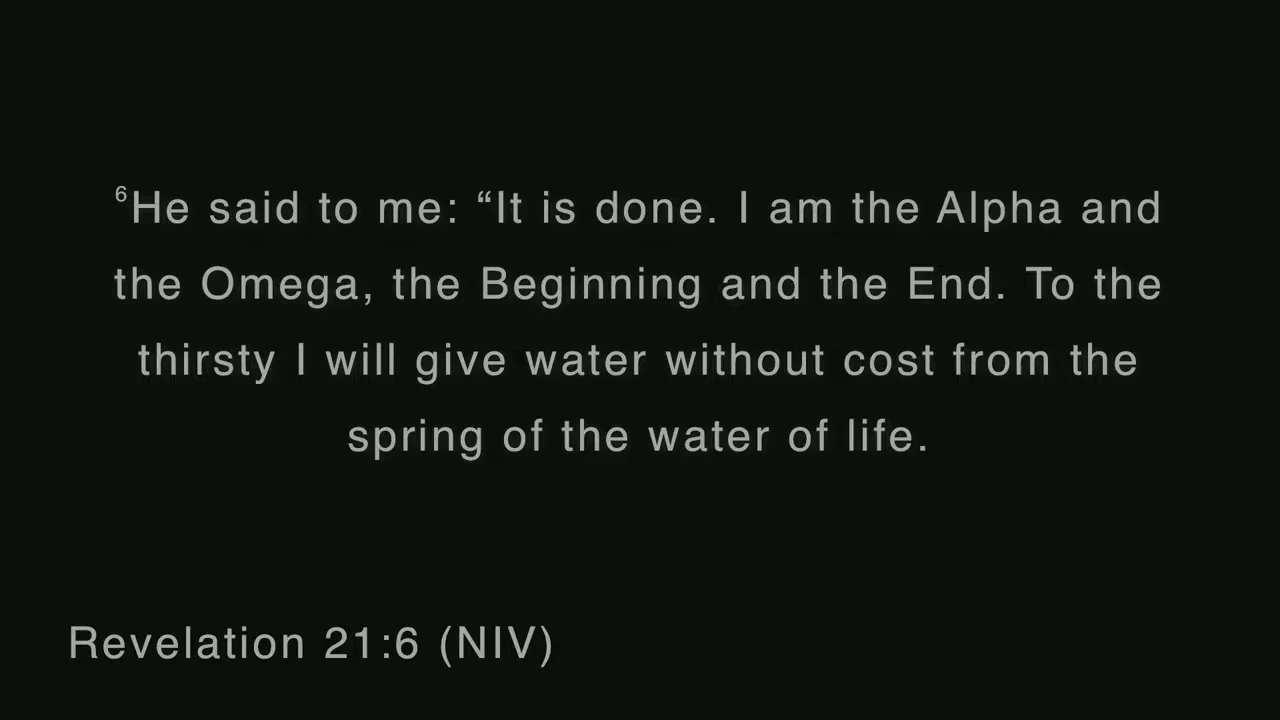 ⁶He said to me: “It is done. I am the Alpha and
the Omega, the Beginning and the End. To the
thirsty I will give water without cost from the
spring of the water of life.
Revelation 21:6 (NIV)